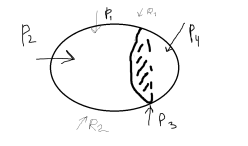 P₁ R₁
P₂ P₄
R₂ P₃